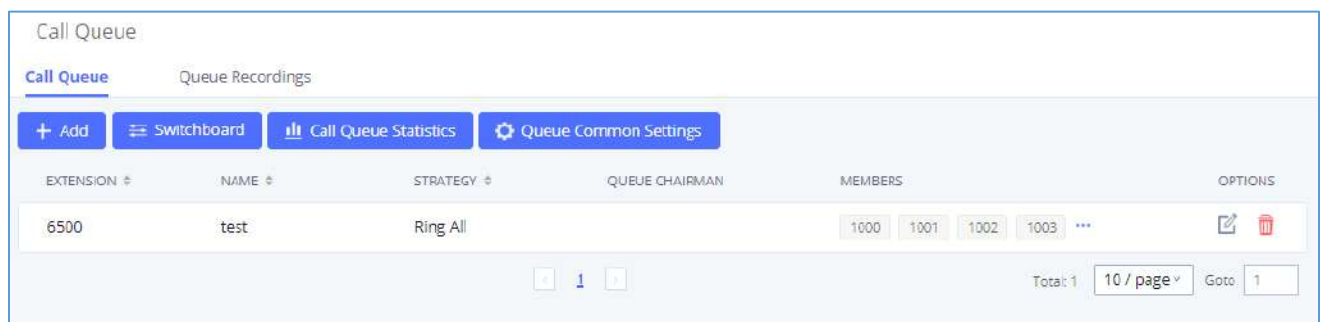 Call Queue
Call Queue Queue Recordings
+ Add Switchboard Call Queue Statistics Queue Common Settings
EXTENSION NAME STRATEGY QUEUE CHAIRMAN MEMBERS OPTIONS
6500 test Ring All 1000 1001 1002 1003 •••
< 1 > Total: 1 10 / page Goto 1